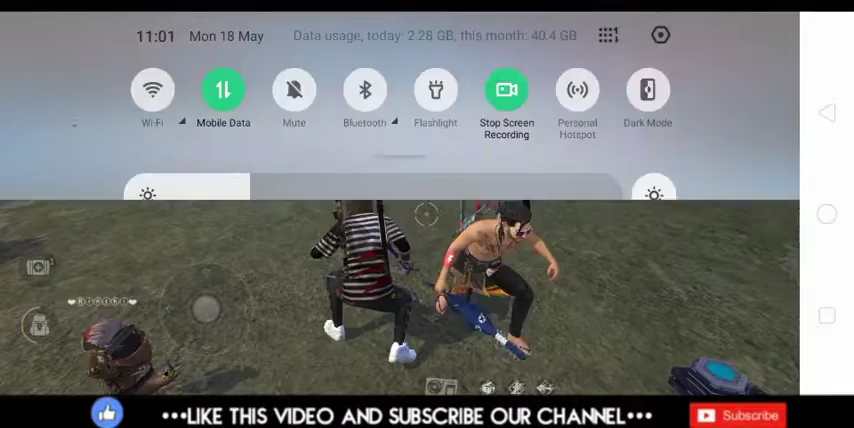 11:01 Mon 18 May Data usage, today: 2.28 GB, this month: 40.4 GB
Wi-Fi Mobile Data Mute Bluetooth Flashlight Stop Screen Recording Personal Hotspot Dark Mode
❤ⓇⒾⓃⓈⒽⒾ❤
•••LIKE THIS VIDEO AND SUBSCRIBE OUR CHANNEL•••
Subscribe